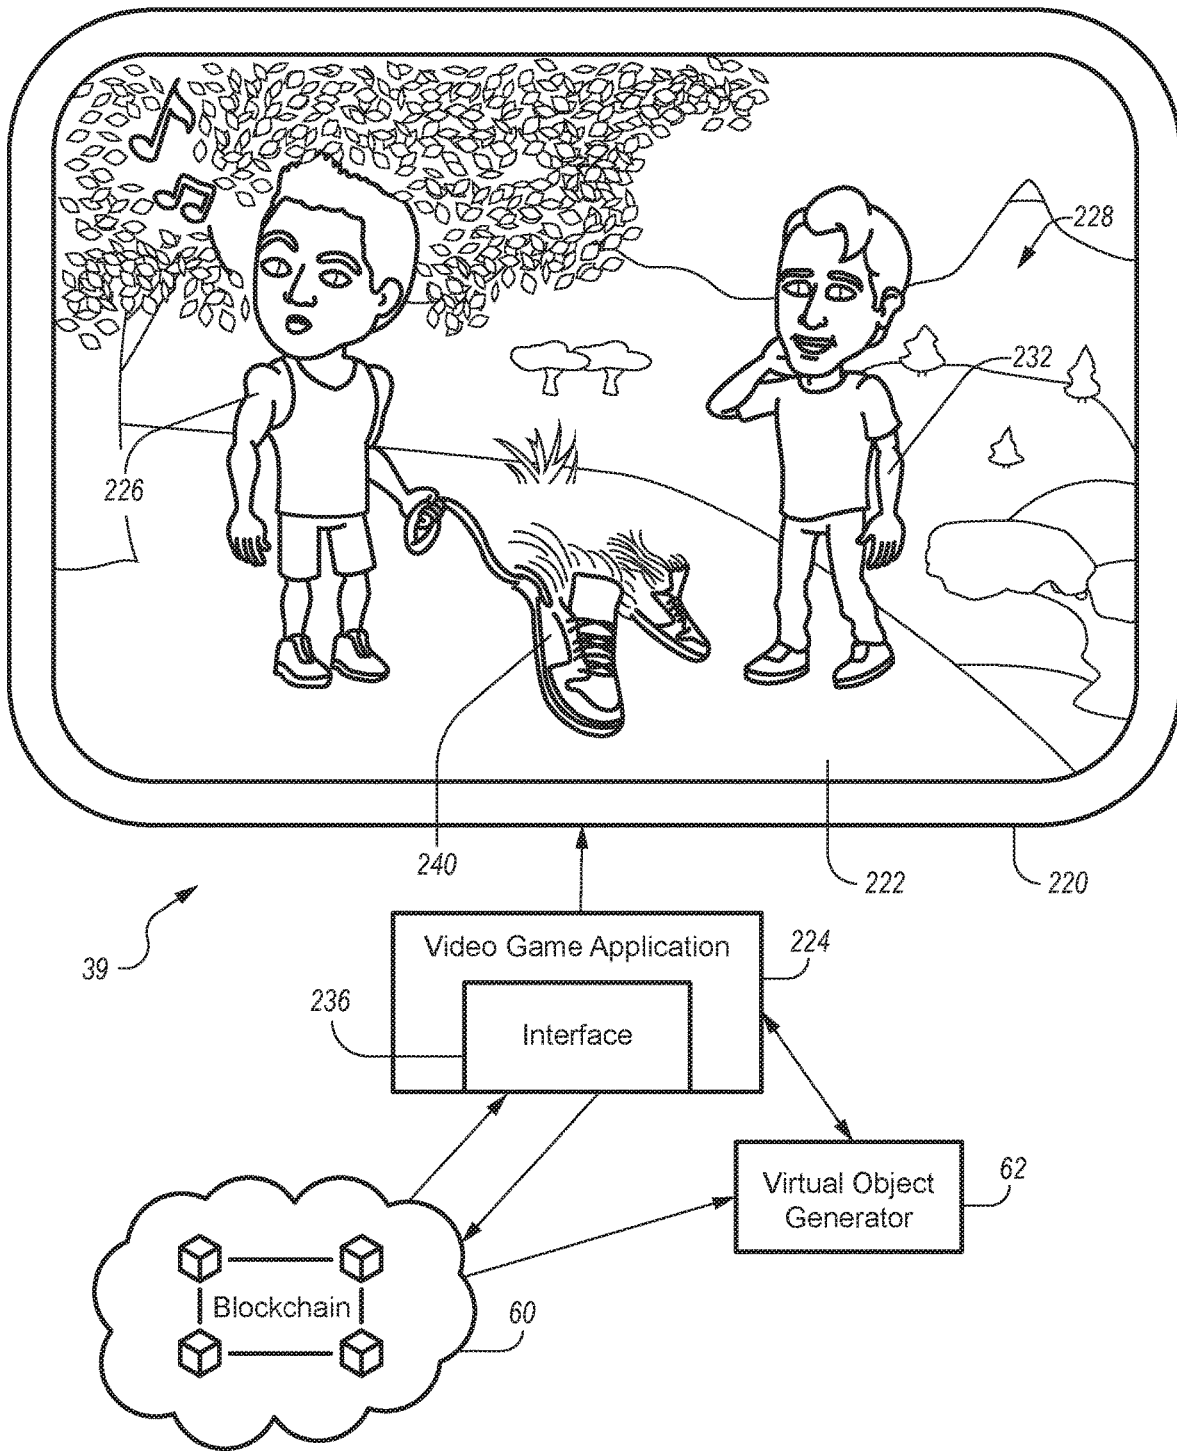 228
232
226
240
222
220
39
Video Game Application
224
236
Interface
Virtual Object
Generator
62
Blockchain
60